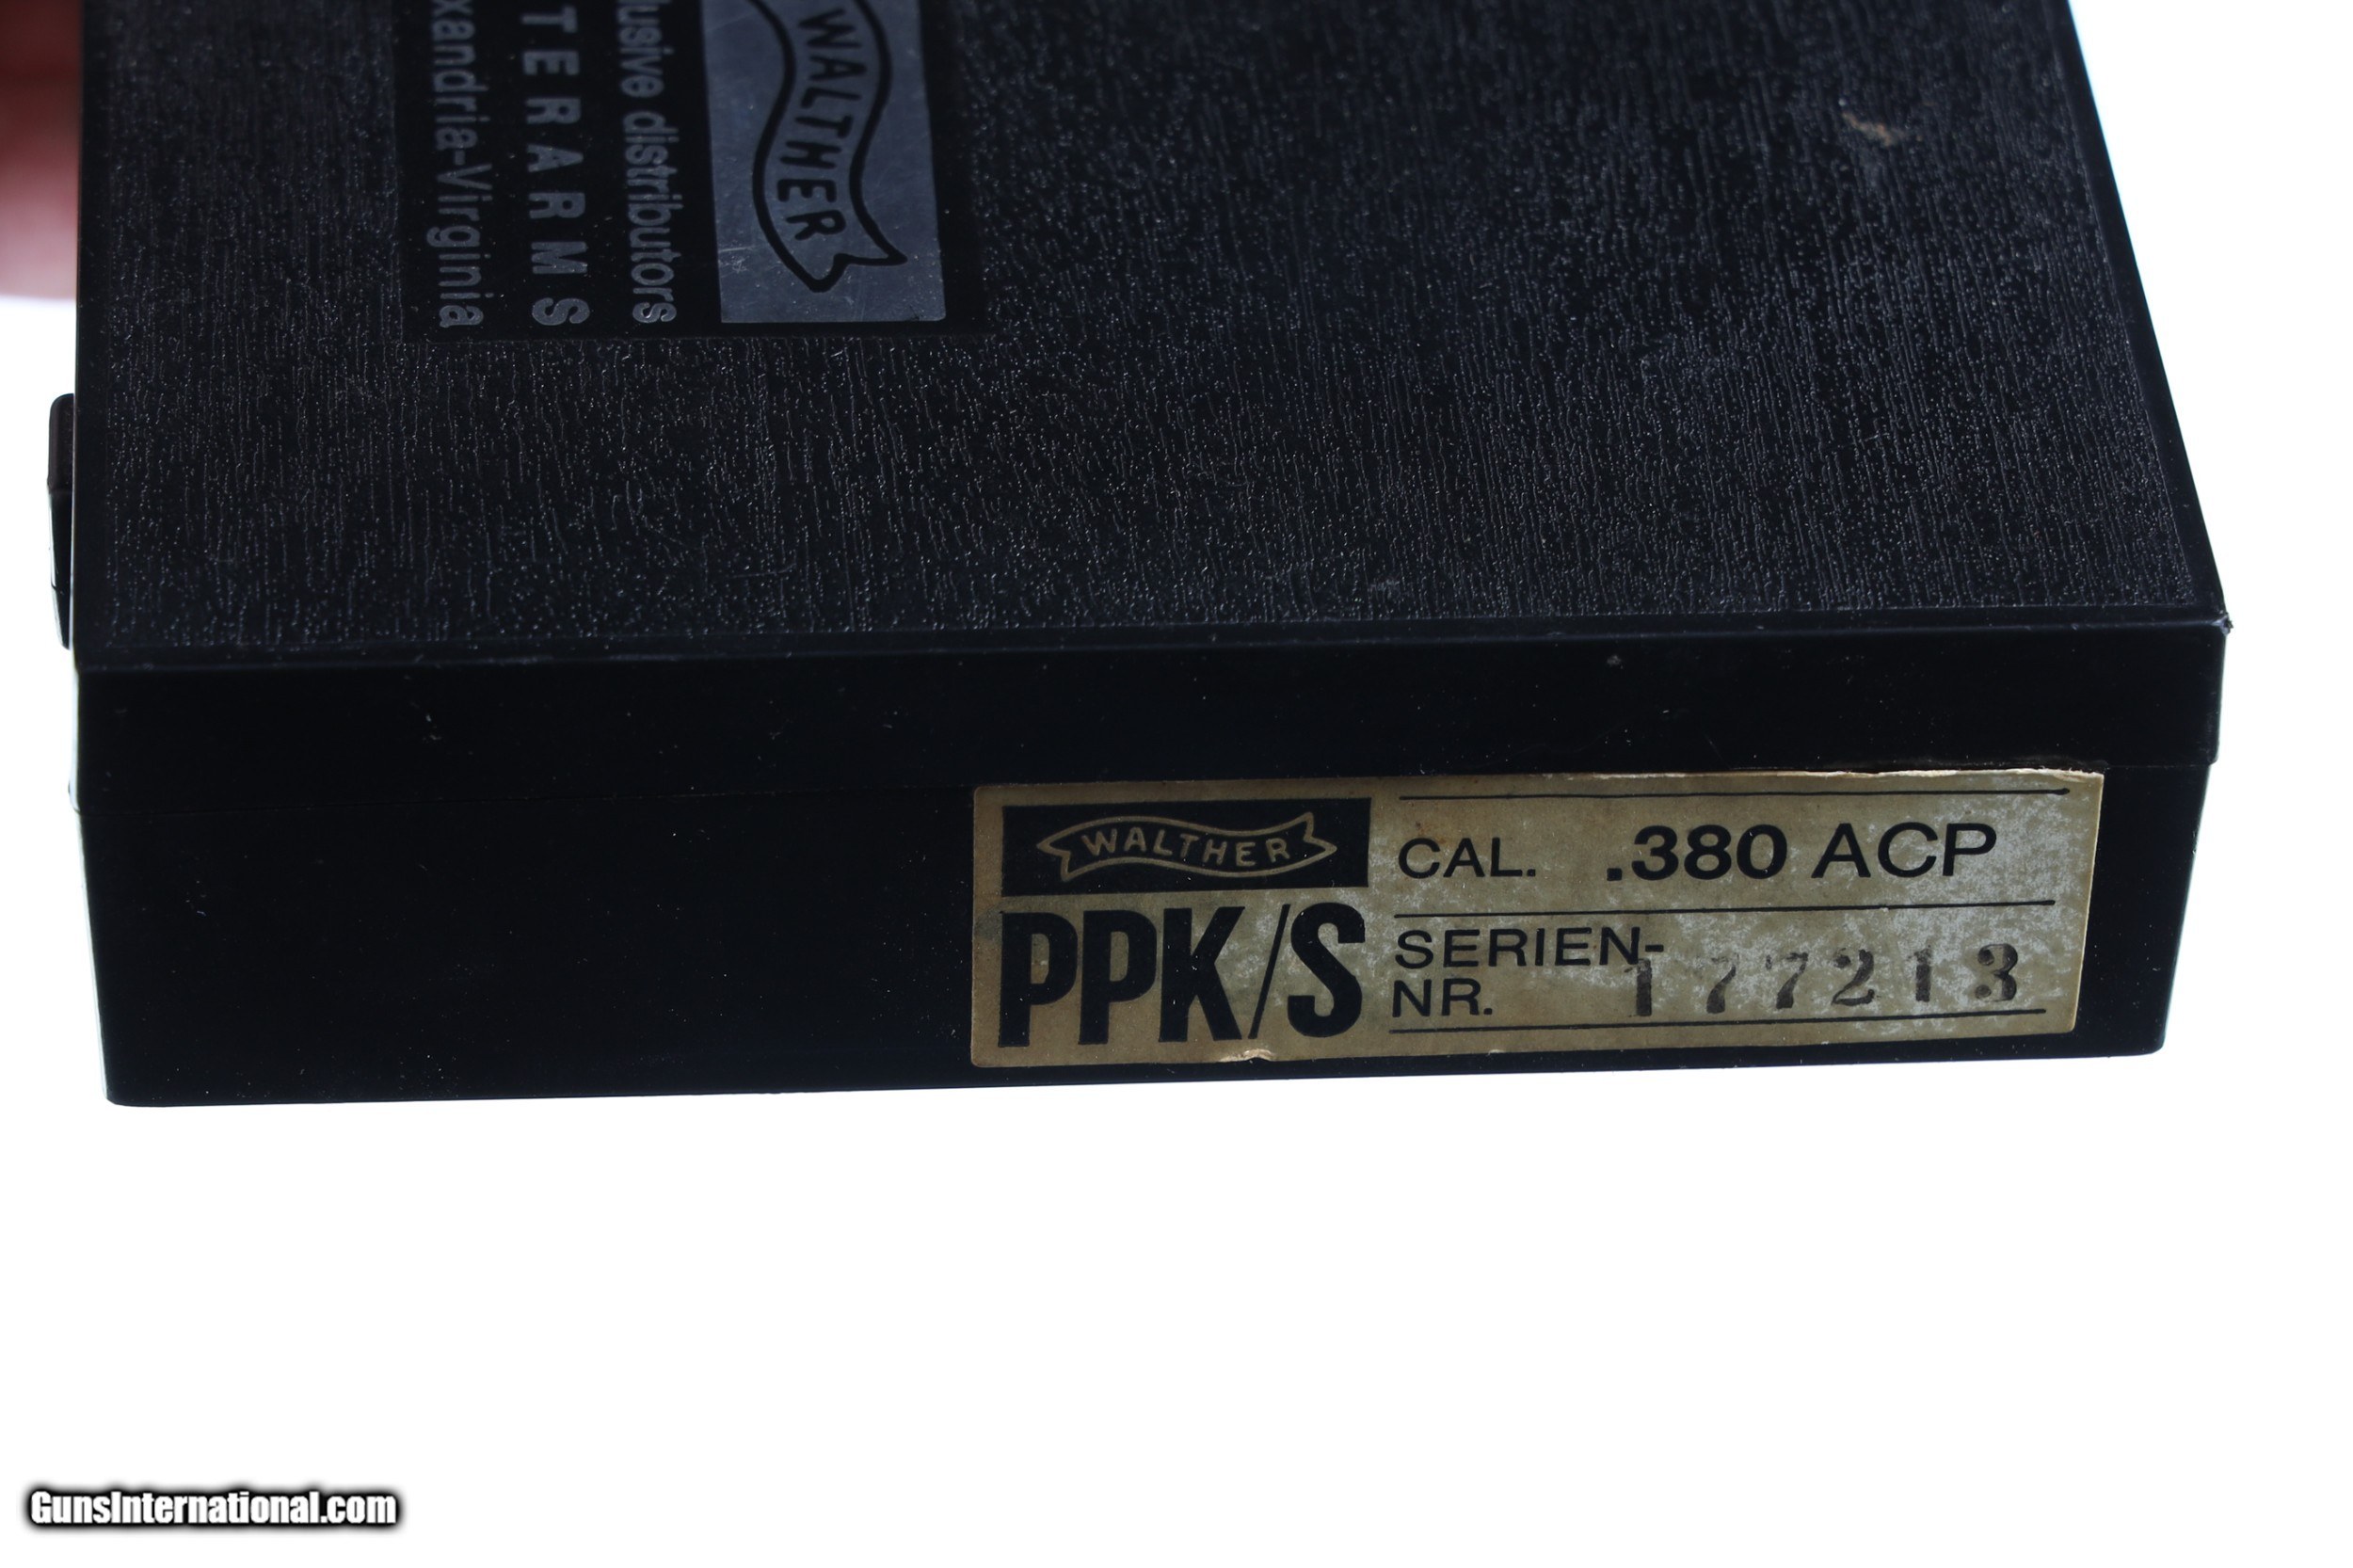 WALTHER
lusive distributors
TERARMS
xandria-Virginia
WALTHER
PPK/S
CAL. .380 ACP
SERIEN-
NR. 177213
GunsInternational.com